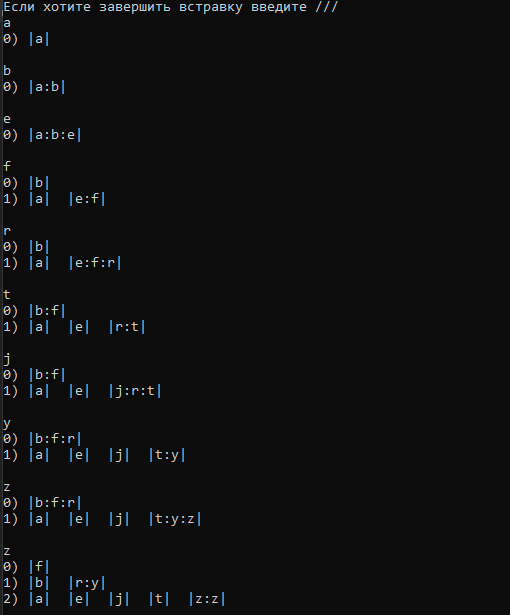 Если хотите завершить встравку введите ///
a
0) |a|
b
0) |a:b|
e
0) |a:b:e|
f
0) |b|
1) |a|  |e:f|
r
0) |b|
1) |a|  |e:f:r|
t
0) |b:f|
1) |a|  |e|  |r:t|
j
0) |b:f|
1) |a|  |e|  |j:r:t|
y
0) |b:f:r|
1) |a|  |e|  |j|  |t:y|
z
0) |b:f:r|
1) |a|  |e|  |j|  |t:y:z|
z
0) |f|
1) |b|  |r:y|
2) |a|  |e|  |j|  |t|  |z:z|